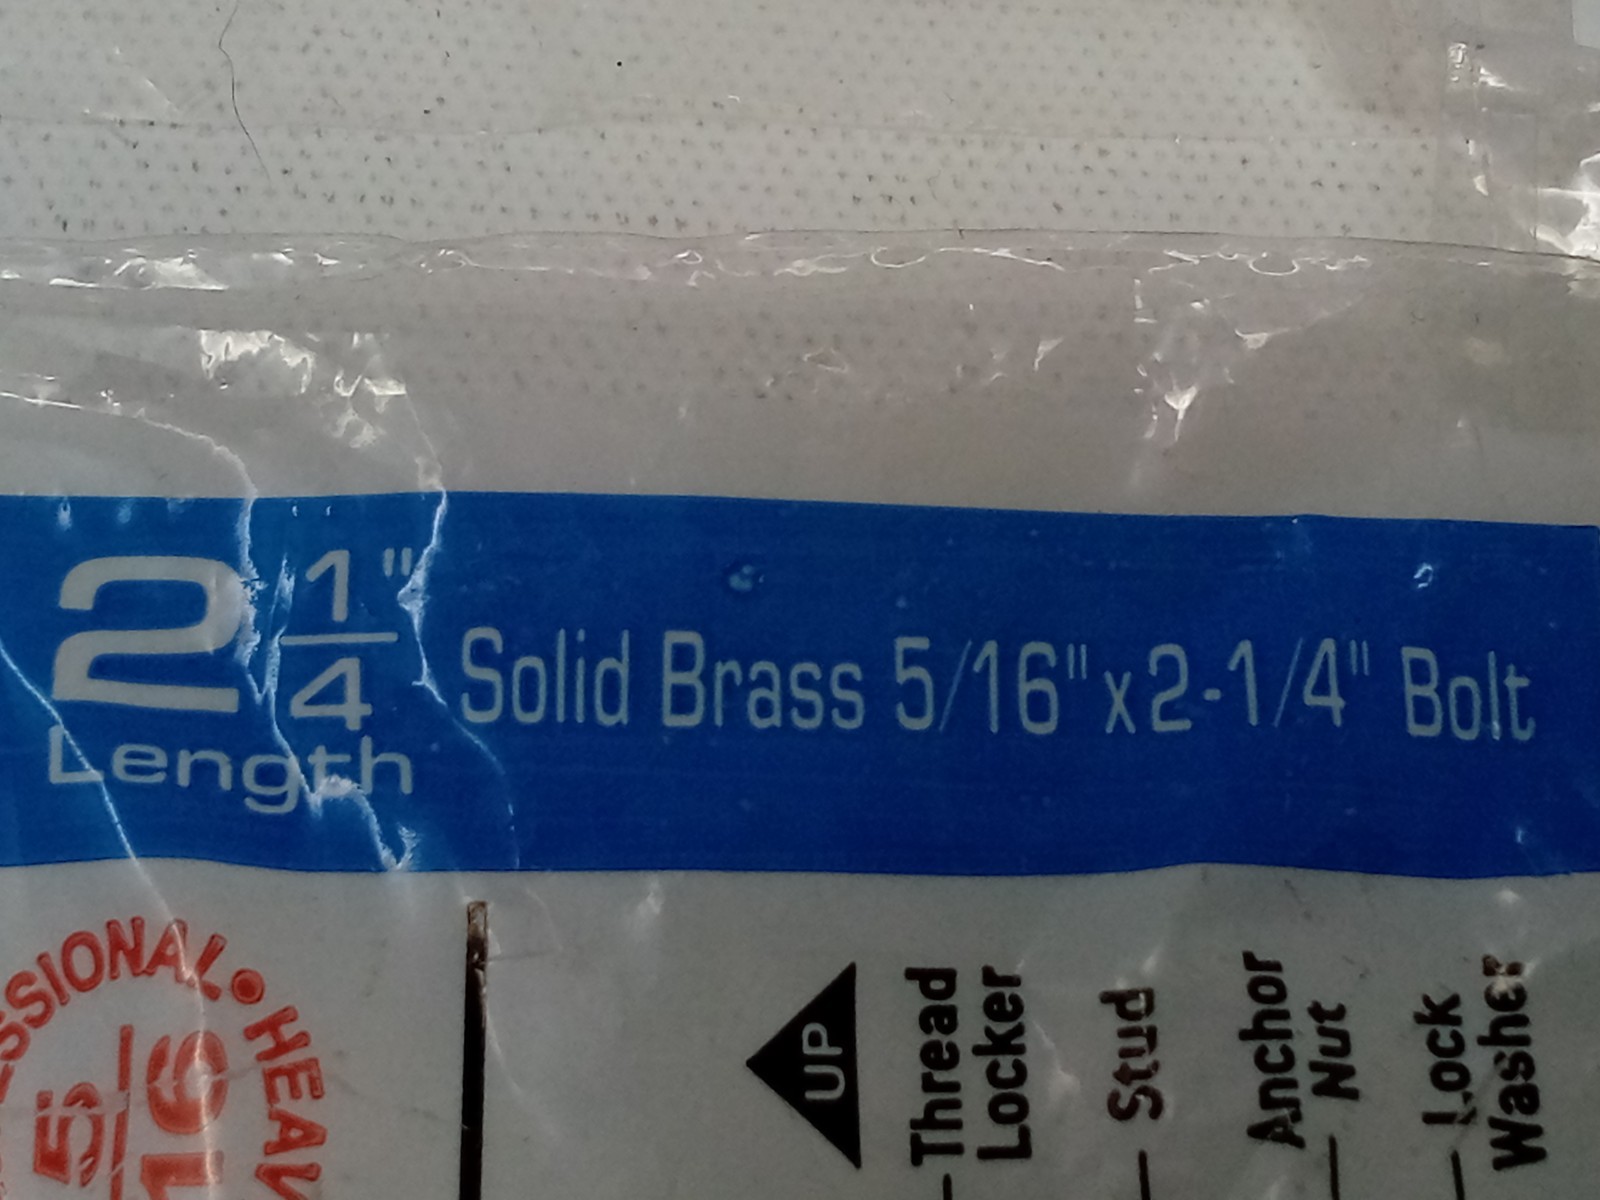 2 1/4"
Length
Solid Brass 5/16" x 2-1/4" Bolt
SSIONAL • HEAV
5/16
UP
Thread
Locker
Stud
Anchor
Nut
Lock
Washer